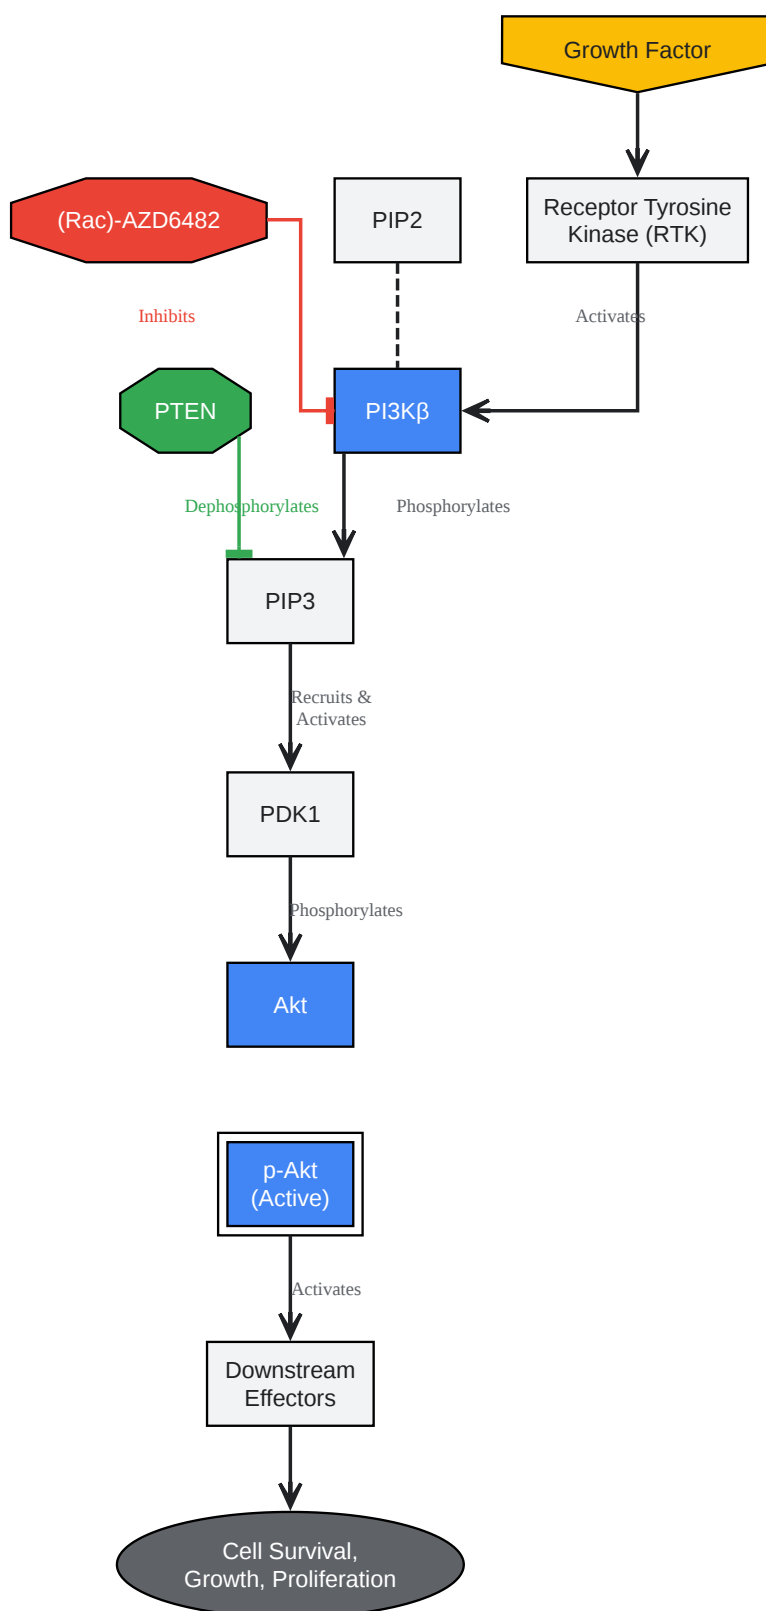 Growth Factor
(Rac)-AZD6482
PIP2
Receptor Tyrosine
Kinase (RTK)
Inhibits
Activates
PTEN
PI3Kβ
Dephosphorylates
Phosphorylates
PIP3
Recruits &
Activates
PDK1
Phosphorylates
Akt
p-Akt
(Active)
Activates
Downstream
Effectors
Cell Survival,
Growth, Proliferation